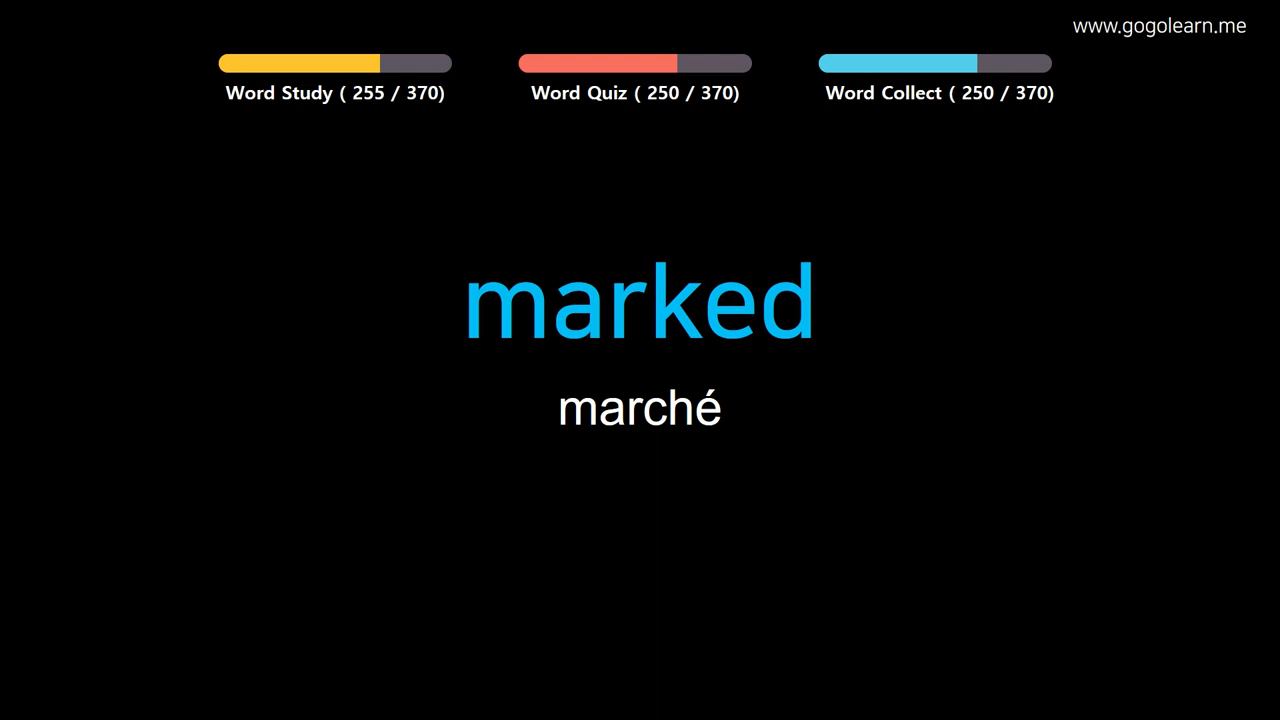 www.gogolearn.me
Word Study ( 255 / 370)
Word Quiz ( 250 / 370)
Word Collect ( 250 / 370)
marked
marché